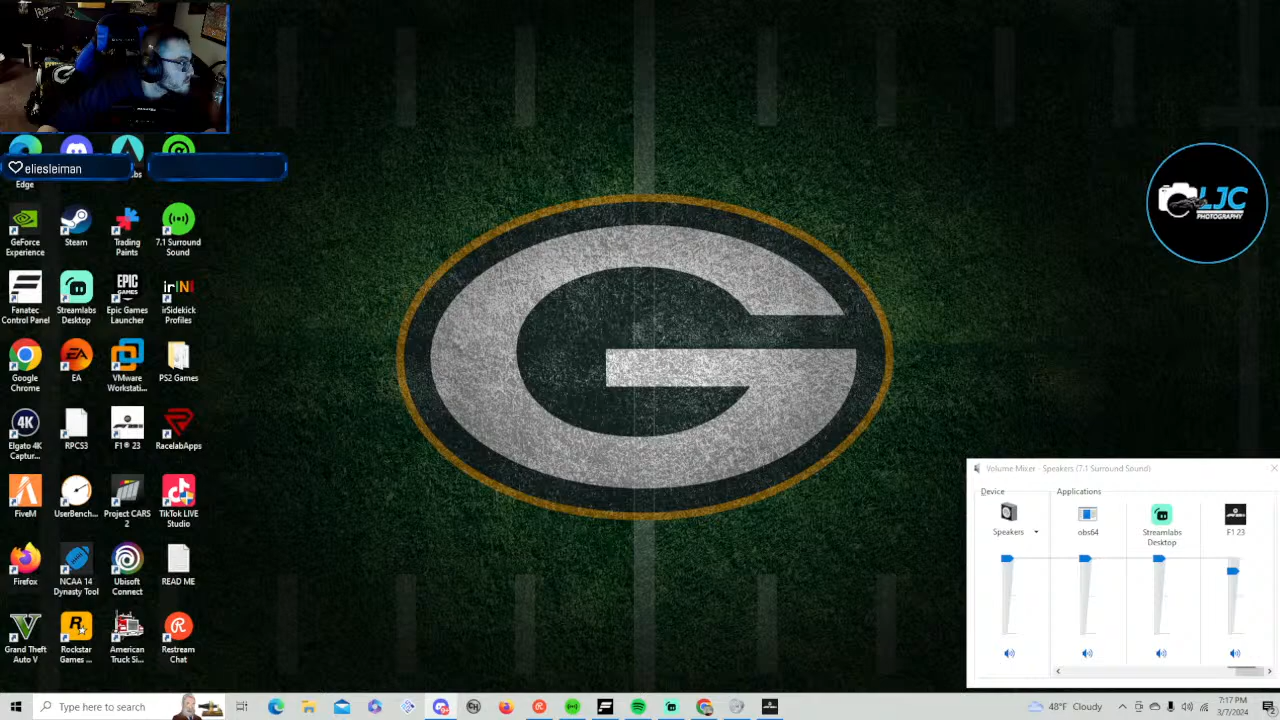 eliesleiman
Edge
GeForce
Experience
Steam
Trading
Paints
7.1 Surround
Sound
Fanatec
Control Panel
Streamlabs
Desktop
EPIC
GAMES
Epic Games
Launcher
irSidekick
Profiles
Google
Chrome
EA
VMware
Workstati...
PS2 Games
4K
Elgato 4K
Captur...
RPCS3
F1® 23
RacelabApps
FiveM
UserBench...
Project CARS
2
TikTok LIVE
Studio
Firefox
NCAA 14
Dynasty Tool
Ubisoft
Connect
READ ME
Grand Theft
Auto V
Rockstar
Games ...
American
Truck Si...
Restream
Chat
LJC
PHOTOGRAPHY
Volume Mixer - Speakers (7.1 Surround Sound)
Device
Applications
Speakers
obs64
Streamlabs
Desktop
F1 23
Type here to search
48°F Cloudy
7:17 PM
3/7/2024